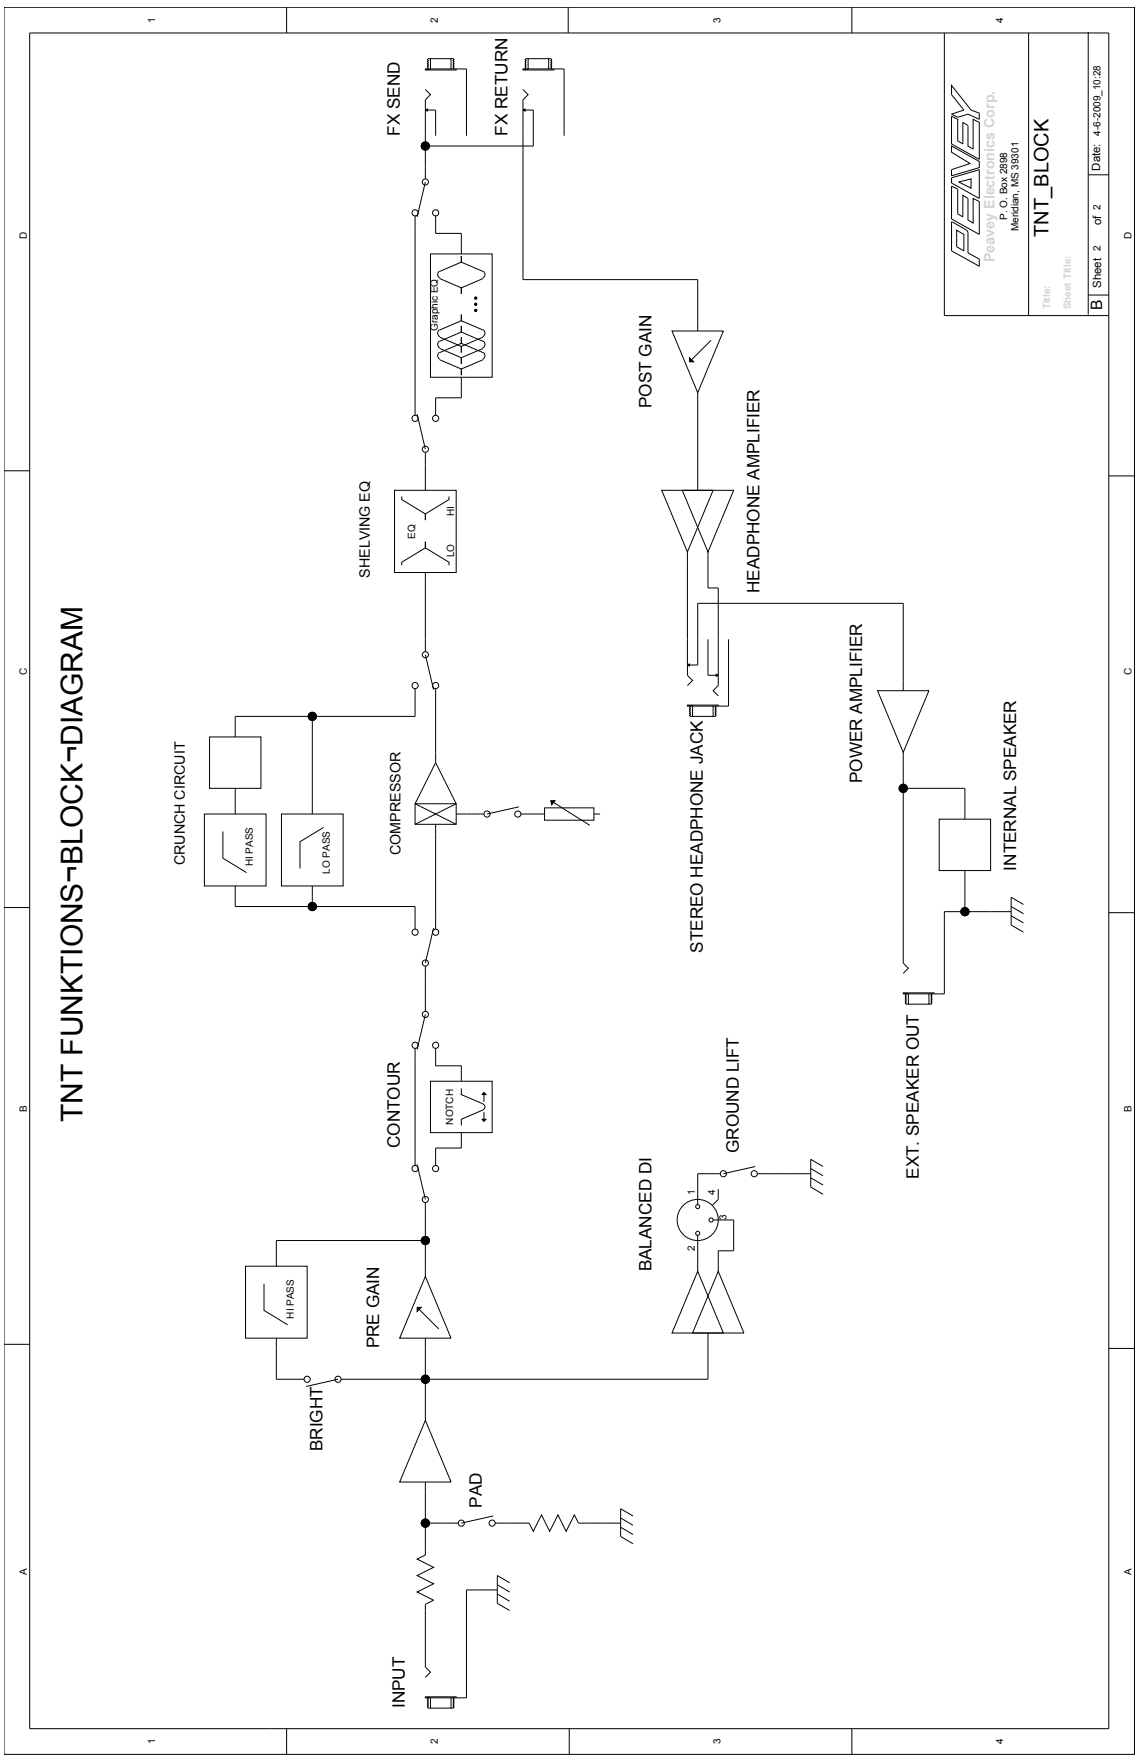 TNT FUNKTIONS¬BLOCK¬DIAGRAM
1
2
3
4
A
B
C
D
INPUT
PAD
BRIGHT
HI PASS
PRE GAIN
CONTOUR
NOTCH
CRUNCH CIRCUIT
HI PASS
LO PASS
COMPRESSOR
SHELVING EQ
EQ
LO
HI
Graphic EQ
FX SEND
FX RETURN
BALANCED DI
1
2
3
4
GROUND LIFT
POST GAIN
HEADPHONE AMPLIFIER
STEREO HEADPHONE JACK
POWER AMPLIFIER
INTERNAL SPEAKER
EXT. SPEAKER OUT
PEAVEY
Peavey Electronics Corp.
P. O. Box 2898
Meridian, MS 39301
Title:
TNT_BLOCK
Sheet Title:
B Sheet 2 of 2 Date: 4-6-2009_10:28
A
B
C
D
1
2
3
4